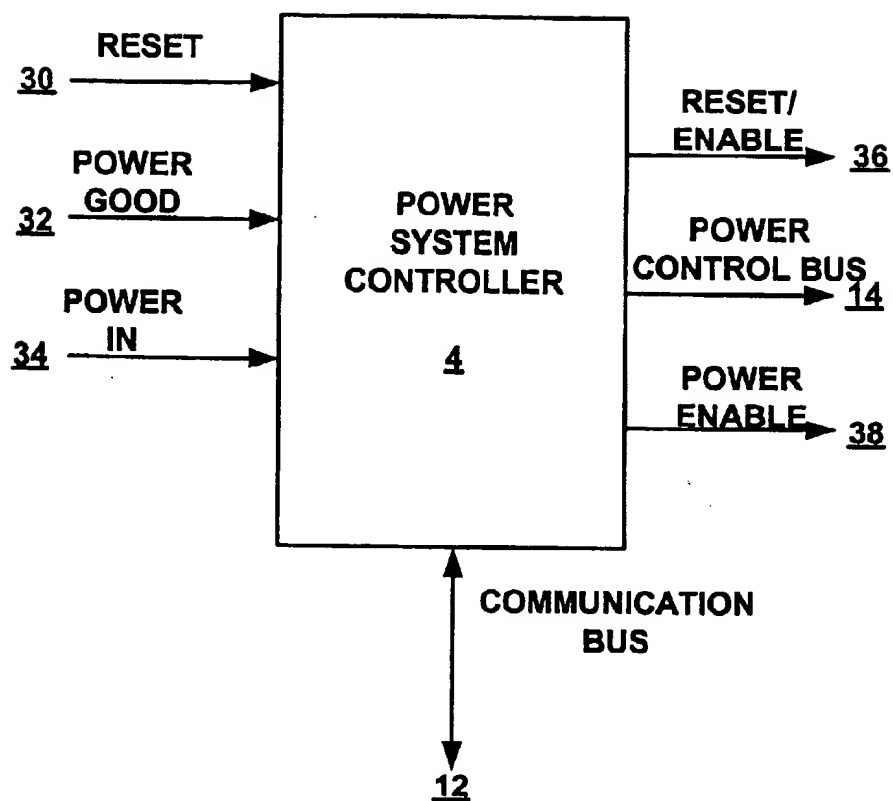 RESET
30
POWER
GOOD
32
POWER
IN
34
POWER
SYSTEM
CONTROLLER
4
RESET/
ENABLE
36
POWER
CONTROL BUS
14
POWER
ENABLE
38
COMMUNICATION
BUS
12